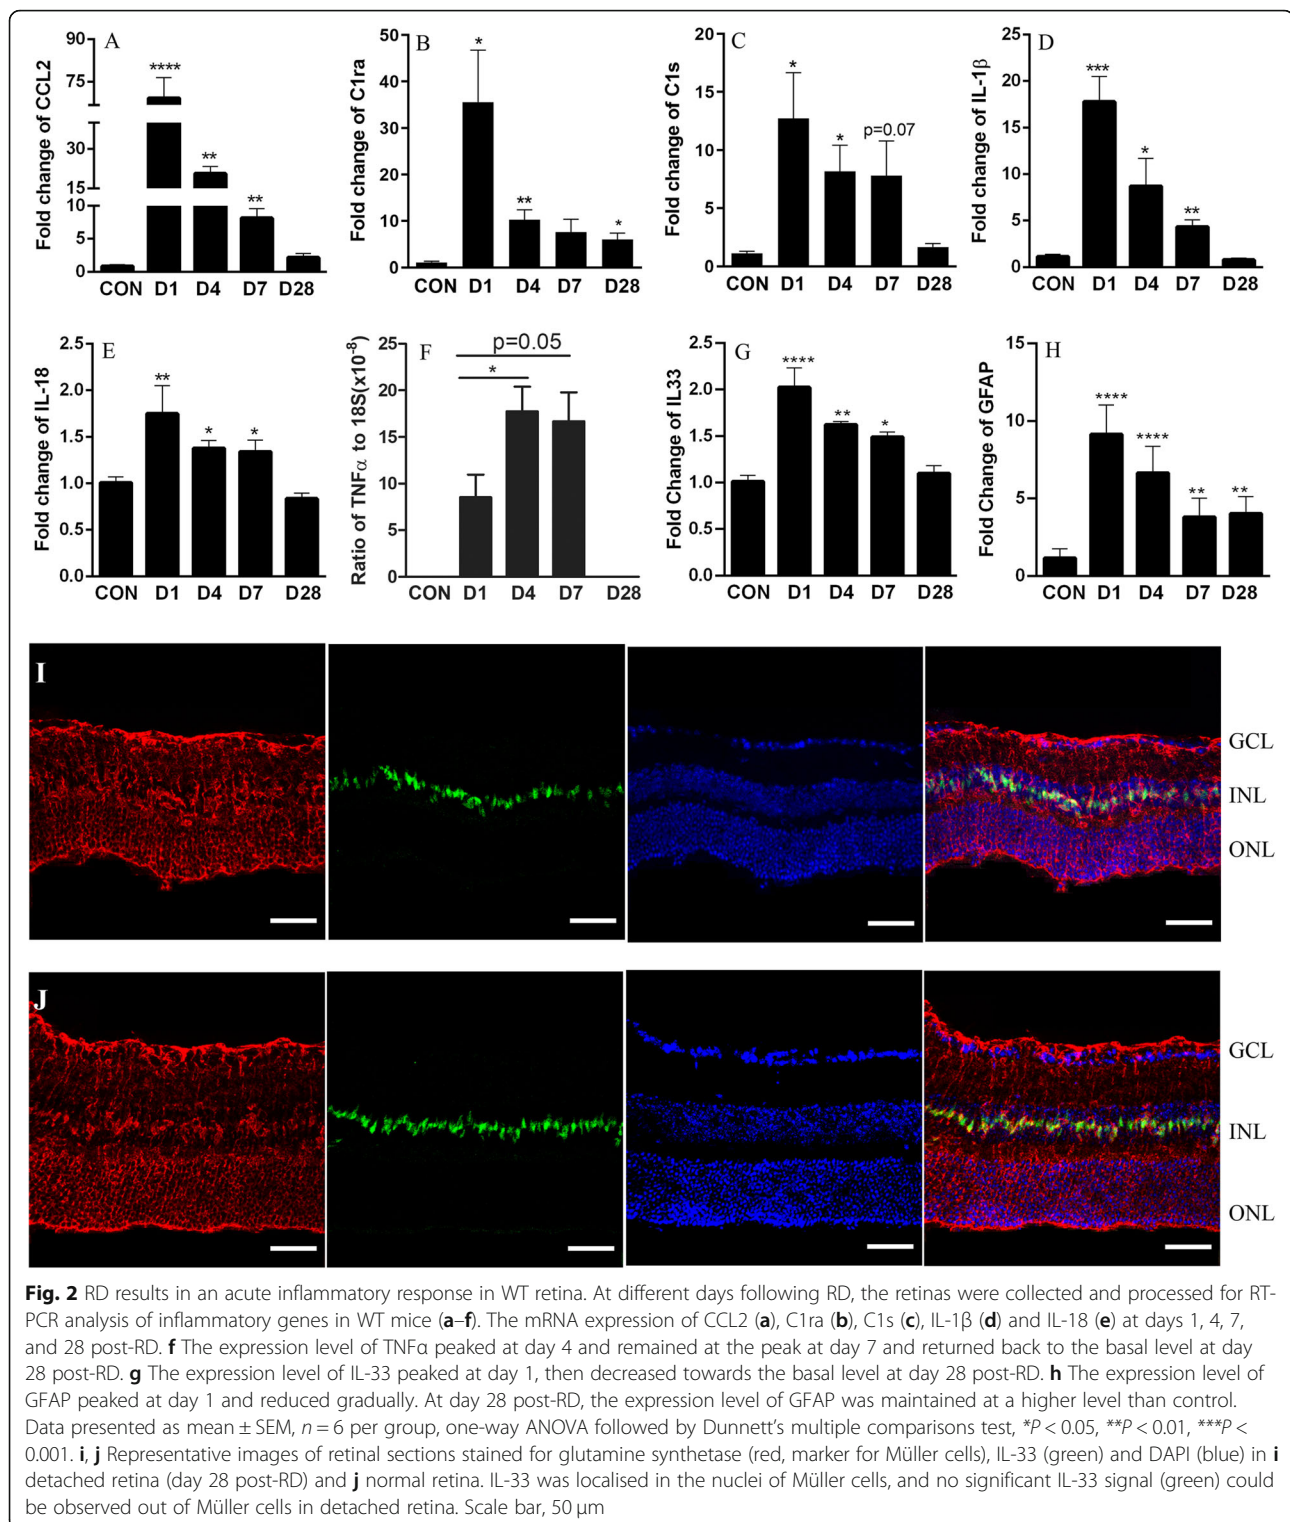 A
Fold change of CCL2
90
75
30
15
10
5
0
****
**
**
CON D1 D4 D7 D28
B
Fold change of C1ra
50
40
30
20
10
0
*
**
*
CON D1 D4 D7 D28
C
Fold change of C1s
20
15
10
5
0
*
*
p=0.07
CON D1 D4 D7 D28
D
Fold change of IL-1β
25
20
15
10
5
0
***
*
**
CON D1 D4 D7 D28
E
Fold change of IL-18
2.5
2.0
1.5
1.0
0.5
0.0
**
*
*
CON D1 D4 D7 D28
F
Ratio of TNFα to 18S(x10-8)
25
20
15
10
5
0
p=0.05
*
CON D1 D4 D7 D28
G
Fold Change of IL33
2.5
2.0
1.5
1.0
0.5
0.0
****
**
*
CON D1 D4 D7 D28
H
Fold Change of GFAP
15
10
5
0
****
****
**
**
CON D1 D4 D7 D28
I
GCL
INL
ONL
J
GCL
INL
ONL
Fig. 2 RD results in an acute inflammatory response in WT retina. At different days following RD, the retinas were collected and processed for RT-
PCR analysis of inflammatory genes in WT mice (a–f). The mRNA expression of CCL2 (a), C1ra (b), C1s (c), IL-1β (d) and IL-18 (e) at days 1, 4, 7,
and 28 post-RD. f The expression level of TNFα peaked at day 4 and remained at the peak at day 7 and returned back to the basal level at day
28 post-RD. g The expression level of IL-33 peaked at day 1, then decreased towards the basal level at day 28 post-RD. h The expression level of
GFAP peaked at day 1 and reduced gradually. At day 28 post-RD, the expression level of GFAP was maintained at a higher level than control.
Data presented as mean ± SEM, n = 6 per group, one-way ANOVA followed by Dunnett's multiple comparisons test, *P < 0.05, **P < 0.01, ***P <
0.001. i, j Representative images of retinal sections stained for glutamine synthetase (red, marker for Müller cells), IL-33 (green) and DAPI (blue) in i
detached retina (day 28 post-RD) and j normal retina. IL-33 was localised in the nuclei of Müller cells, and no significant IL-33 signal (green) could
be observed out of Müller cells in detached retina. Scale bar, 50 μm